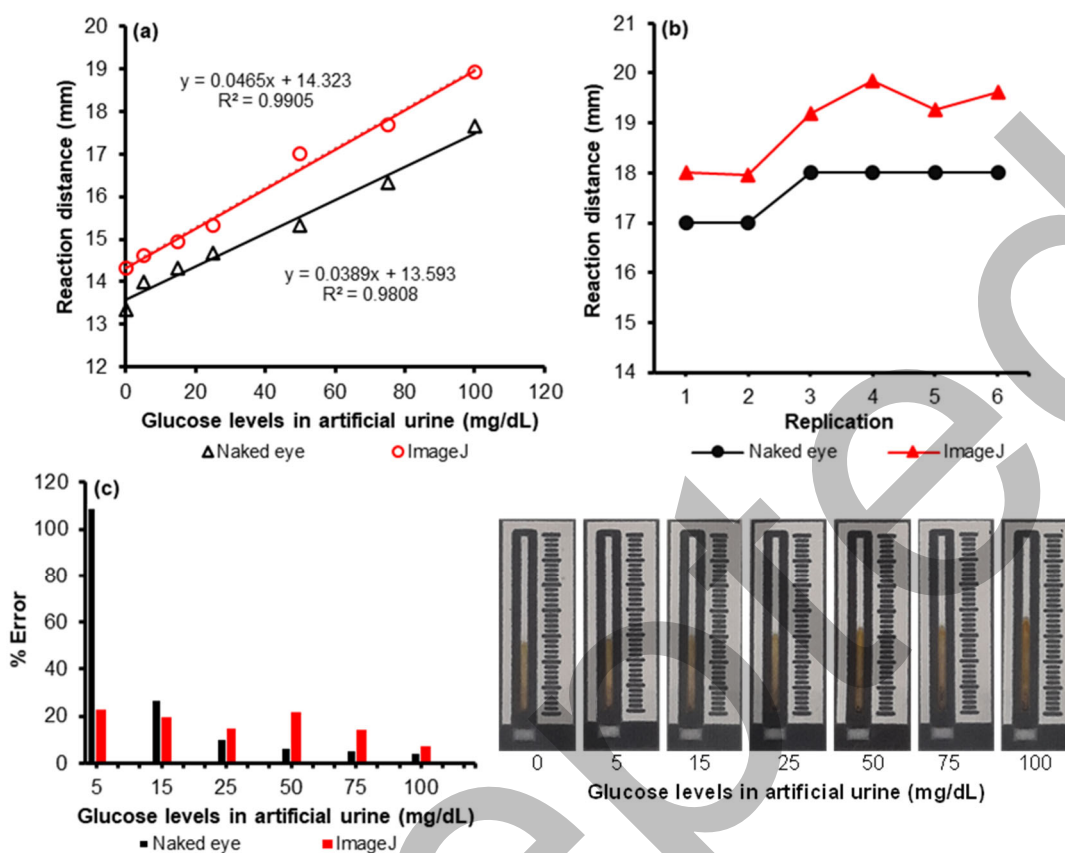 (a)
20
19
18
17
16
15
14
13
12
Reaction distance (mm)
y = 0.0465x + 14.323
R² = 0.9905
y = 0.0389x + 13.593
R² = 0.9808
0 20 40 60 80 100 120
Glucose levels in artificial urine (mg/dL)
Naked eye ImageJ
(b)
21
20
19
18
17
16
15
14
Reaction distance (mm)
1 2 3 4 5 6
Replication
Naked eye ImageJ
(c)
120
100
80
60
40
20
0
% Error
5 15 25 50 75 100
Glucose levels in artificial urine (mg/dL)
Naked eye ImageJ
0 5 15 25 50 75 100
Glucose levels in artificial urine (mg/dL)
epted